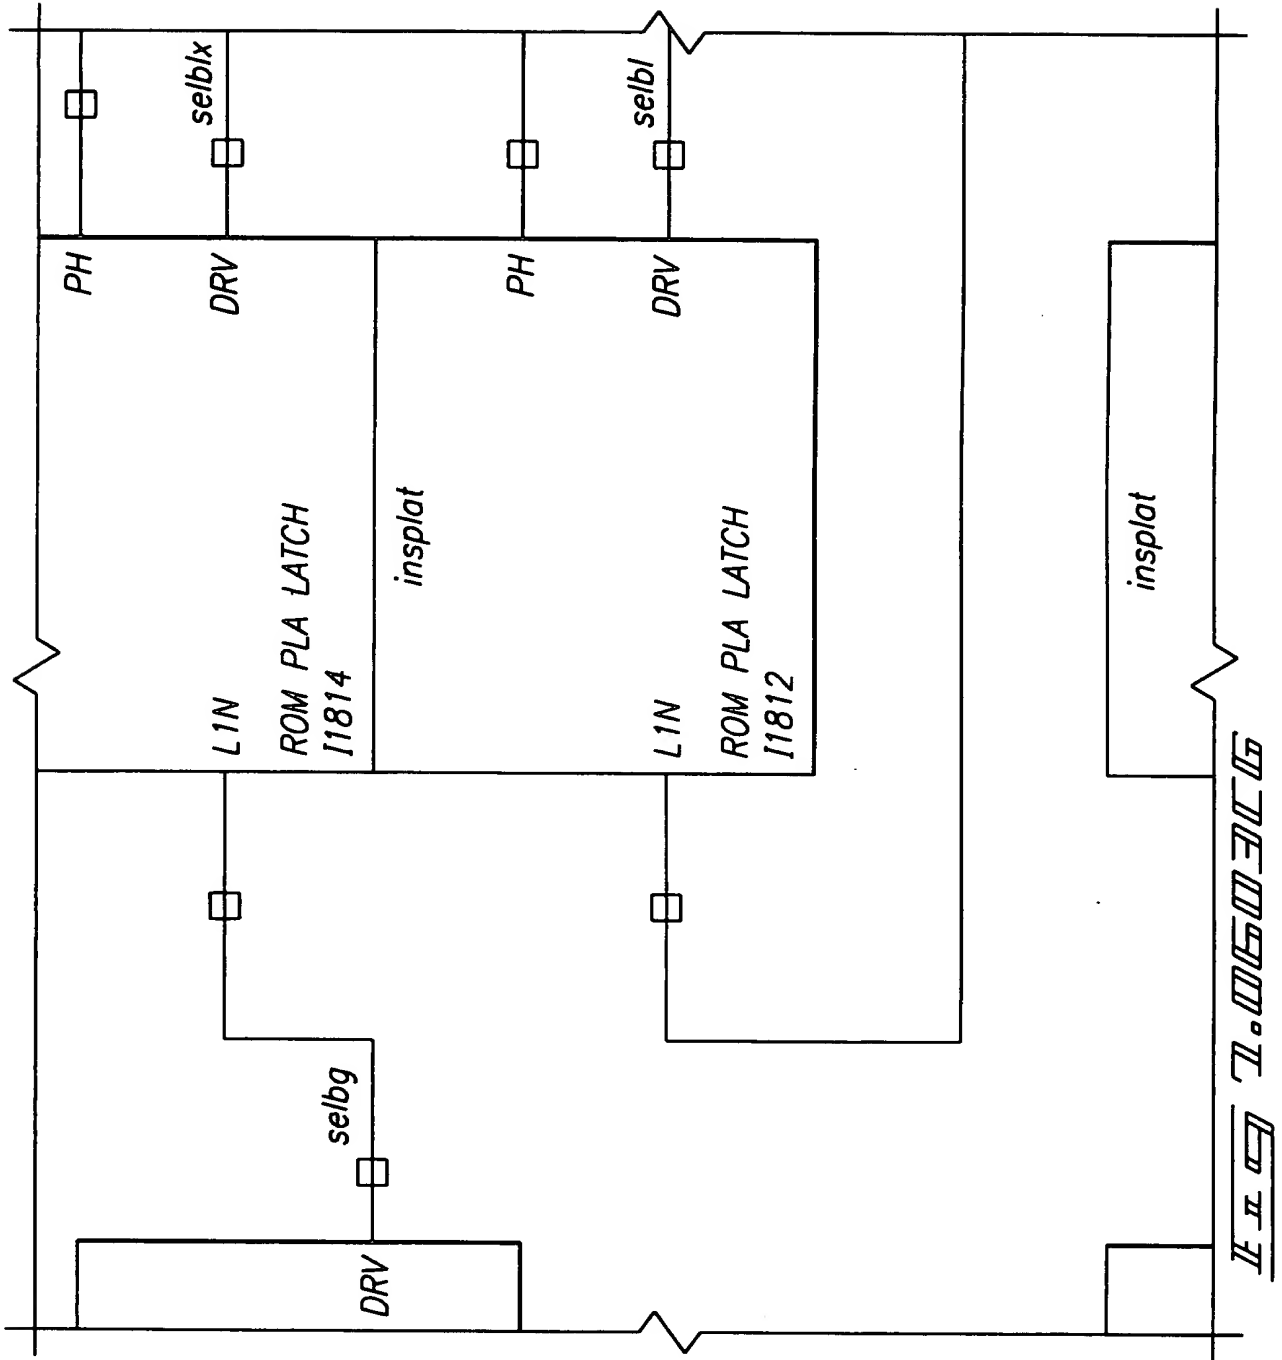 PH
selblx
L1N
DRV
ROM PLA LATCH
I1814
selbg
DRV
insplat
PH
selbl
L1N
DRV
ROM PLA LATCH
I1812
insplat